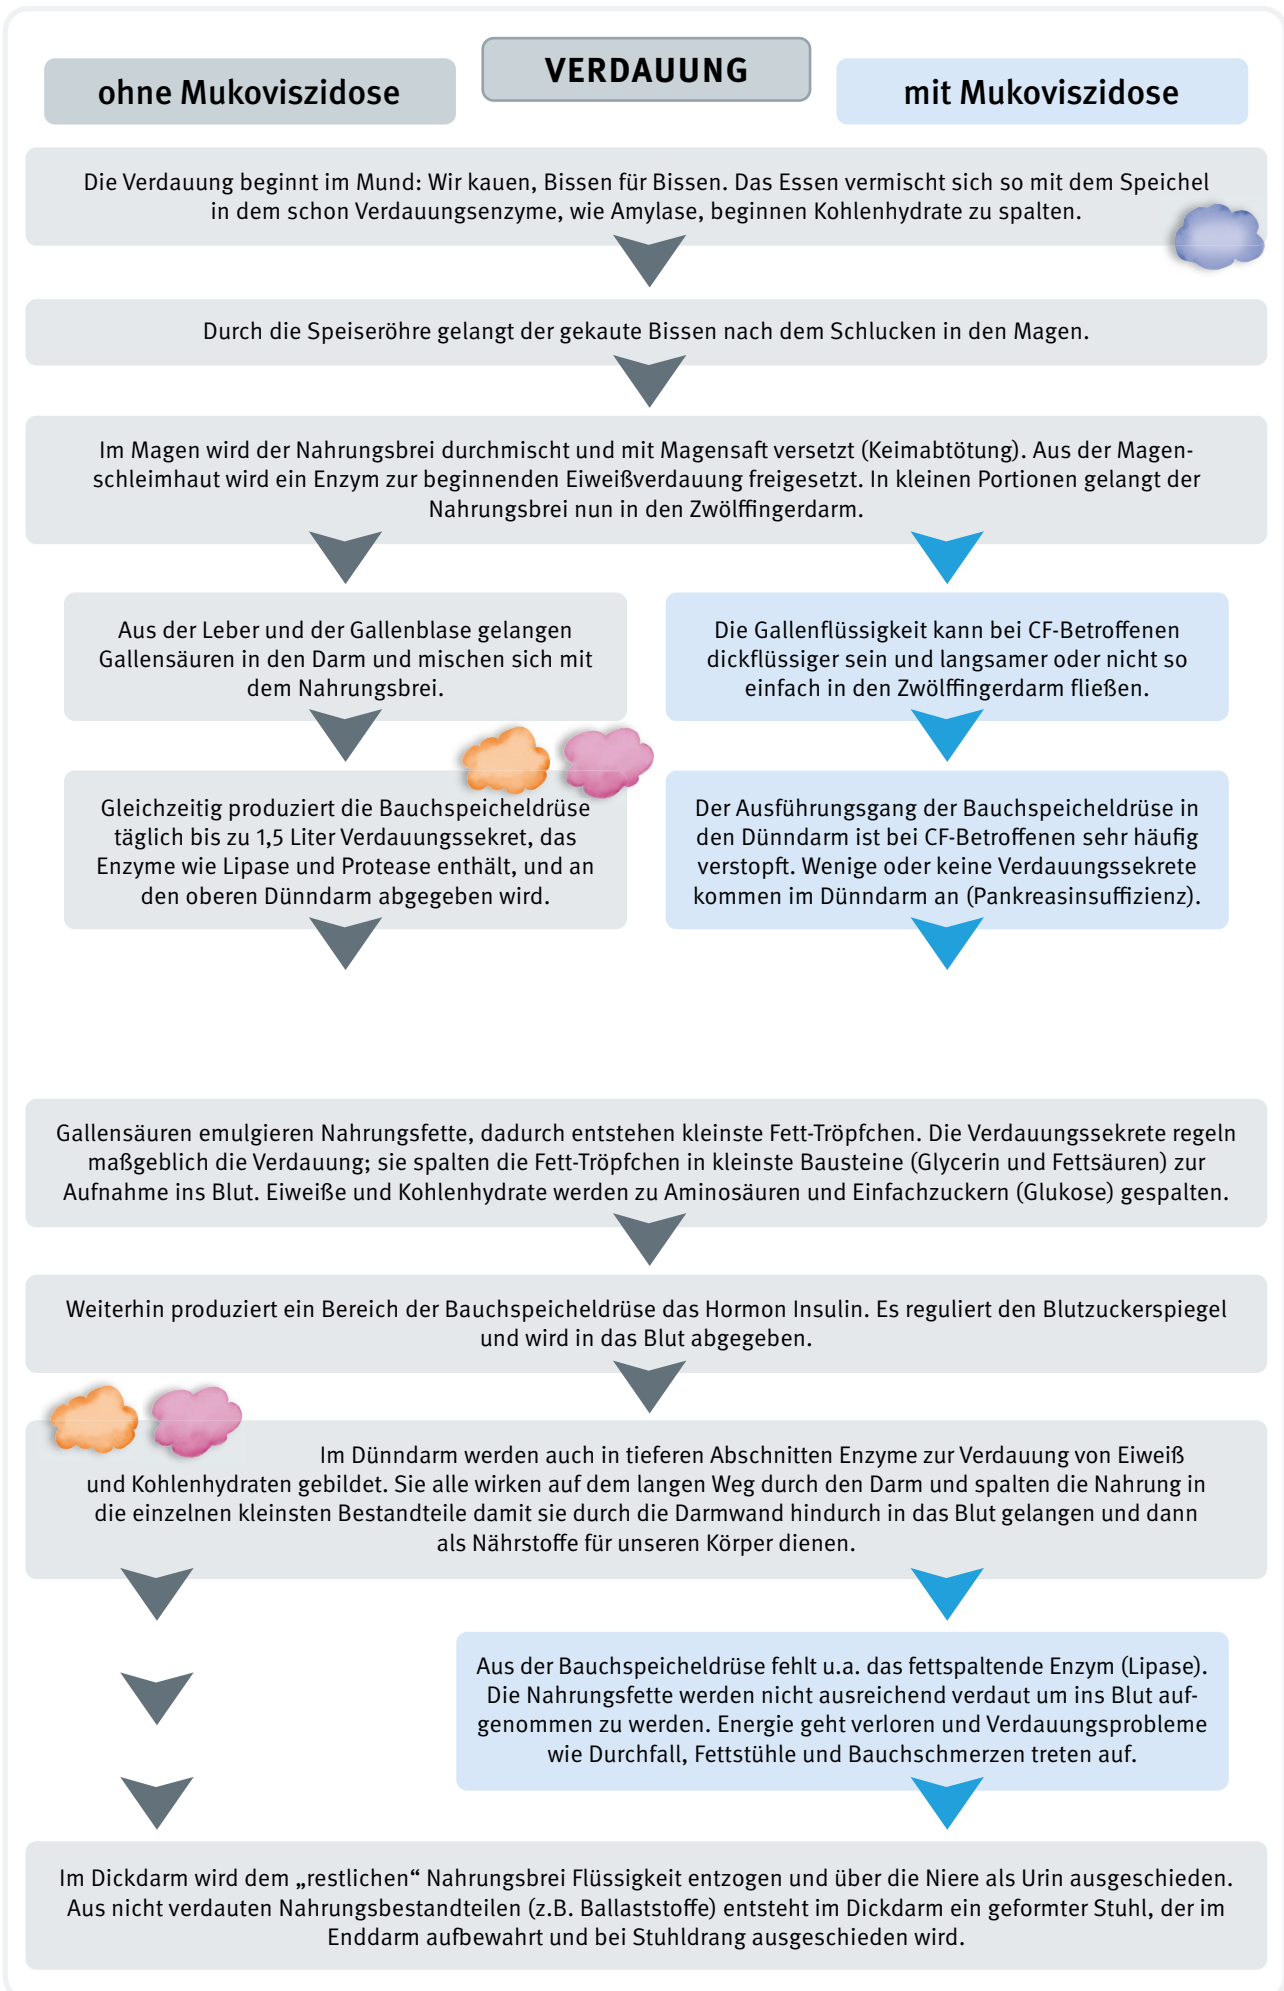 VERDAUUNG
ohne Mukoviszidose
mit Mukoviszidose
Die Verdauung beginnt im Mund: Wir kauen, Bissen für Bissen. Das Essen vermischt sich so mit dem Speichel
in dem schon Verdauungsenzyme, wie Amylase, beginnen Kohlenhydrate zu spalten.
Durch die Speiseröhre gelangt der gekaute Bissen nach dem Schlucken in den Magen.
Im Magen wird der Nahrungsbrei durchmischt und mit Magensaft versetzt (Keimabtötung). Aus der Magen-
schleimhaut wird ein Enzym zur beginnenden Eiweißverdauung freigesetzt. In kleinen Portionen gelangt der
Nahrungsbrei nun in den Zwölffingerdarm.
Aus der Leber und der Gallenblase gelangen
Gallensäuren in den Darm und mischen sich mit
dem Nahrungsbrei.
Die Gallenflüssigkeit kann bei CF-Betroffenen
dickflüssiger sein und langsamer oder nicht so
einfach in den Zwölffingerdarm fließen.
Gleichzeitig produziert die Bauchspeicheldrüse
täglich bis zu 1,5 Liter Verdauungssekret, das
Enzyme wie Lipase und Protease enthält, und an
den oberen Dünndarm abgegeben wird.
Der Ausführungsgang der Bauchspeicheldrüse in
den Dünndarm ist bei CF-Betroffenen sehr häufig
verstopft. Wenige oder keine Verdauungssekrete
kommen im Dünndarm an (Pankreasinsuffizienz).
Gallensäuren emulgieren Nahrungsfette, dadurch entstehen kleinste Fett-Tröpfchen. Die Verdauungssekrete regeln
maßgeblich die Verdauung; sie spalten die Fett-Tröpfchen in kleinste Bausteine (Glycerin und Fettsäuren) zur
Aufnahme ins Blut. Eiweiße und Kohlenhydrate werden zu Aminosäuren und Einfachzuckern (Glukose) gespalten.
Weiterhin produziert ein Bereich der Bauchspeicheldrüse das Hormon Insulin. Es reguliert den Blutzuckerspiegel
und wird in das Blut abgegeben.
Im Dünndarm werden auch in tieferen Abschnitten Enzyme zur Verdauung von Eiweiß
und Kohlenhydraten gebildet. Sie alle wirken auf dem langen Weg durch den Darm und spalten die Nahrung in
die einzelnen kleinsten Bestandteile damit sie durch die Darmwand hindurch in das Blut gelangen und dann
als Nährstoffe für unseren Körper dienen.
Aus der Bauchspeicheldrüse fehlt u.a. das fettspaltende Enzym (Lipase).
Die Nahrungsfette werden nicht ausreichend verdaut um ins Blut auf-
genommen zu werden. Energie geht verloren und Verdauungsprobleme
wie Durchfall, Fettstühle und Bauchschmerzen treten auf.
Im Dickdarm wird dem „restlichen“ Nahrungsbrei Flüssigkeit entzogen und über die Niere als Urin ausgeschieden.
Aus nicht verdauten Nahrungsbestandteilen (z.B. Ballaststoffe) entsteht im Dickdarm ein geformter Stuhl, der im
Enddarm aufbewahrt und bei Stuhldrang ausgeschieden wird.